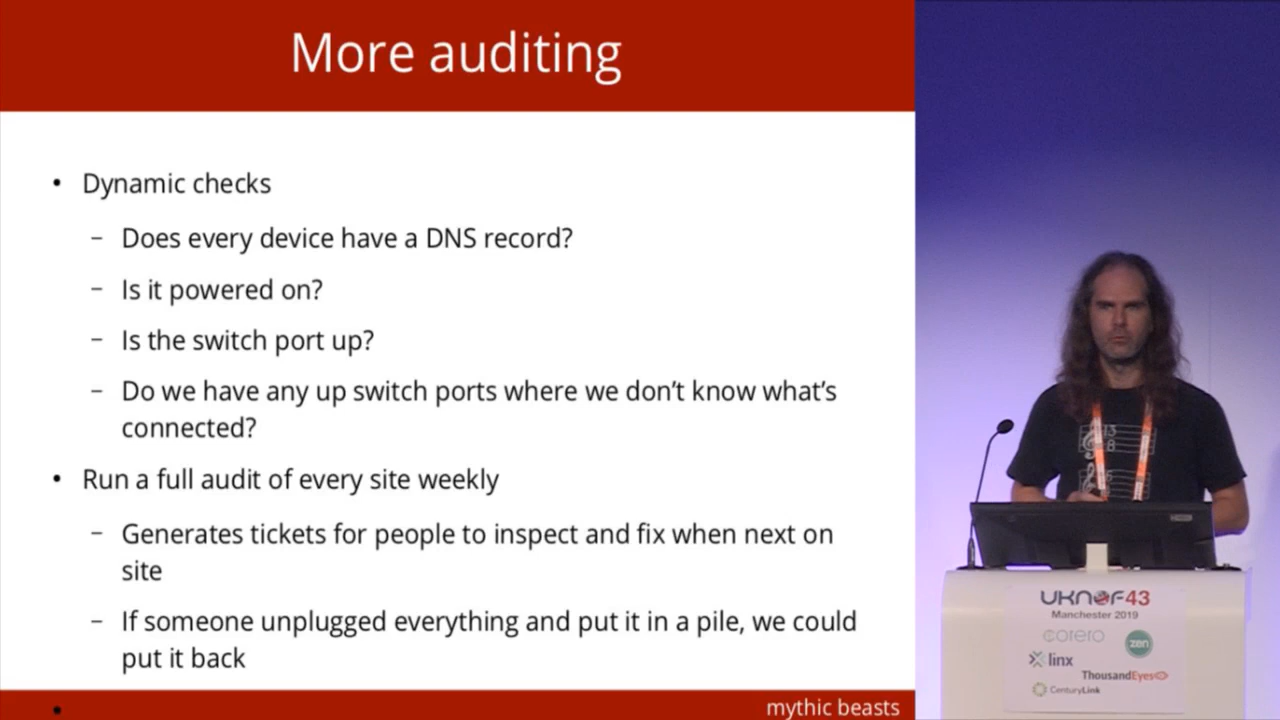 More auditing
• Dynamic checks
– Does every device have a DNS record?
– Is it powered on?
– Is the switch port up?
– Do we have any up switch ports where we don't know what's
connected?
• Run a full audit of every site weekly
– Generates tickets for people to inspect and fix when next on
site
– If someone unplugged everything and put it in a pile, we could
put it back
•
mythic beasts
13
8
UKNOF43
Manchester 2019
corero
zen
linx
ThousandEyes
CenturyLink